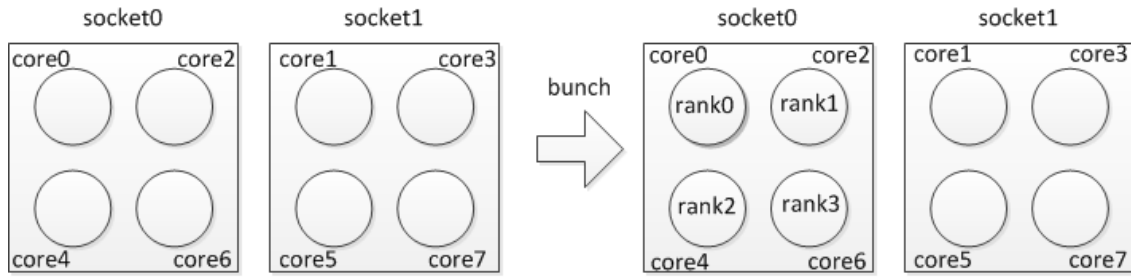 socket0 socket1 socket0 socket1
core0 core2 core1 core3 core0 core2 core1 core3
bunch
rank0 rank1
rank2 rank3
core4 core6 core5 core7 core4 core6 core5 core7